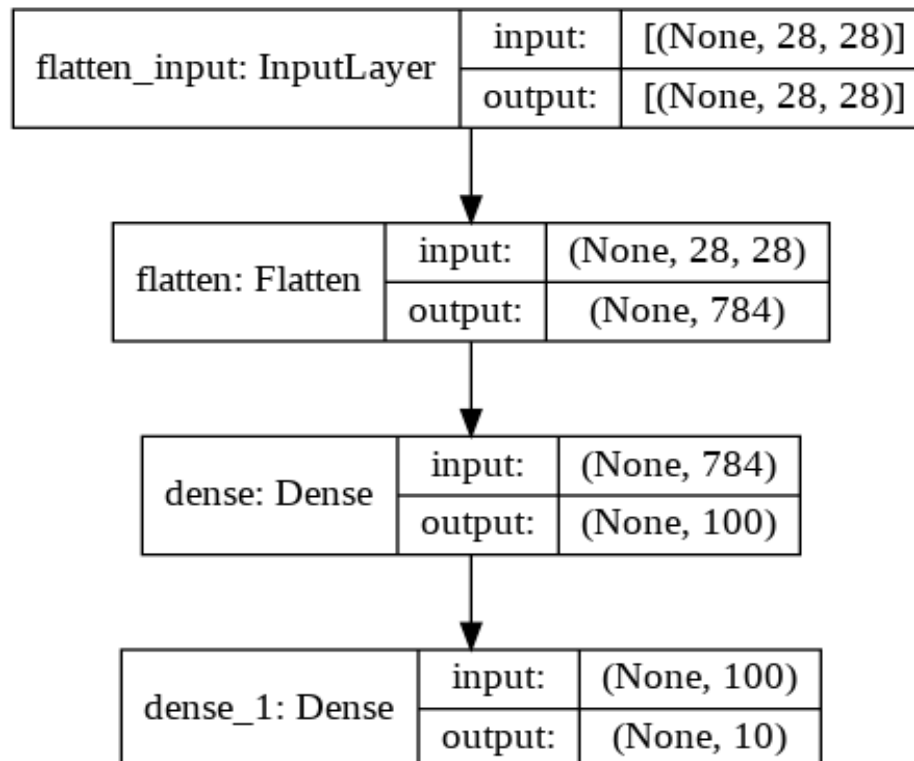 flatten_input: InputLayer
input: [(None, 28, 28)]
output: [(None, 28, 28)]
flatten: Flatten
input: (None, 28, 28)
output: (None, 784)
dense: Dense
input: (None, 784)
output: (None, 100)
dense_1: Dense
input: (None, 100)
output: (None, 10)